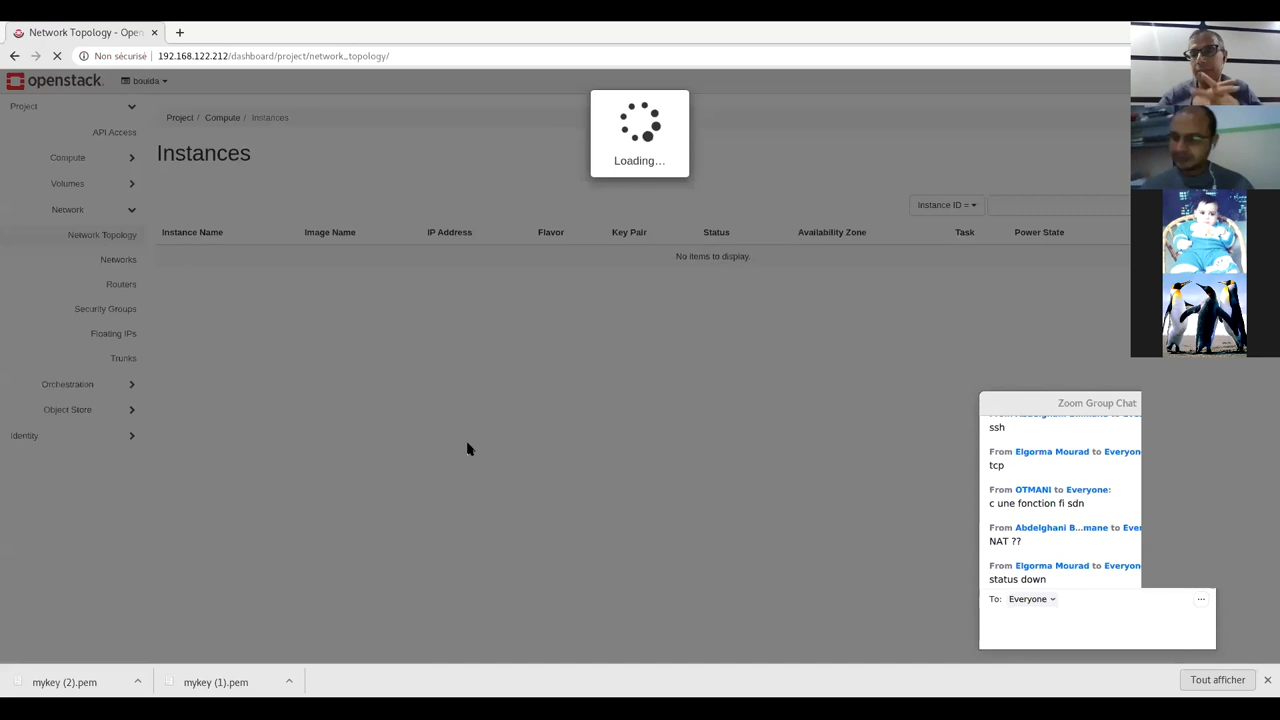 Network Topology - Open
Non sécurisé
192.168.122.212/dashboard/project/network_topology/
openstack.
bouida
Project
API Access
Compute
Volumes
Network
Network Topology
Networks
Routers
Security Groups
Floating IPs
Trunks
Orchestration
Object Store
Identity
Project / Compute / Instances
Instances
Loading...
Instance ID =
Instance Name Image Name IP Address Flavor Key Pair Status Availability Zone Task Power State
No items to display.
Zoom Group Chat
ssh
From Elgorma Mourad to Everyon
tcp
From OTMANI to Everyone:
c une fonction fi sdn
From Abdelghani B...mane to Ever
NAT ??
From Elgorma Mourad to Everyon
status down
To: Everyone
...
mykey (2).pem
mykey (1).pem
Tout afficher